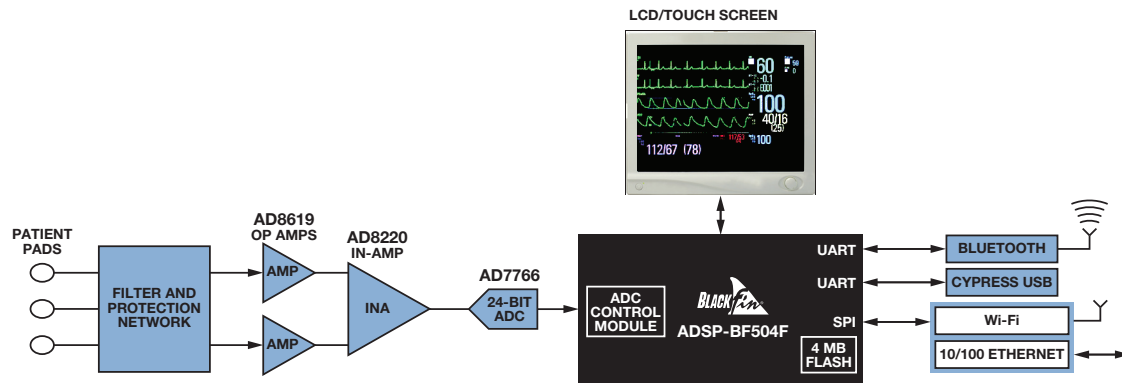 LCD/TOUCH SCREEN
60
100
40/16
(25)
112/67 (78)
100
PATIENT
PADS
FILTER AND
PROTECTION
NETWORK
AD8619
OP AMPS
AMP
AMP
AD8220
IN-AMP
INA
AD7766
24-BIT
ADC
ADC
CONTROL
MODULE
BLACKfin®
ADSP-BF504F
4 MB
FLASH
UART
UART
SPI
BLUETOOTH
CYPRESS USB
Wi-Fi
10/100 ETHERNET